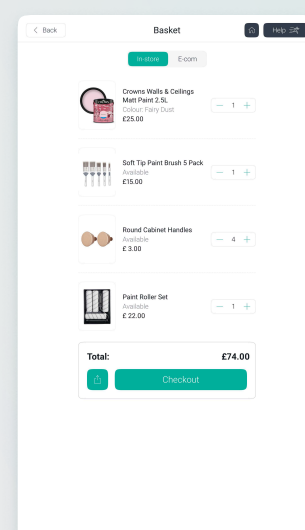 Back
Basket
Help
In-store
E-com
Crowns Walls & Ceilings
Matt Paint 2.5L
Colour: Fairy Dust
£25.00
1
Soft Tip Paint Brush 5 Pack
Available
£15.00
1
Round Cabinet Handles
Available
£ 3.00
4
Paint Roller Set
Available
£ 22.00
1
Total:
£74.00
Checkout